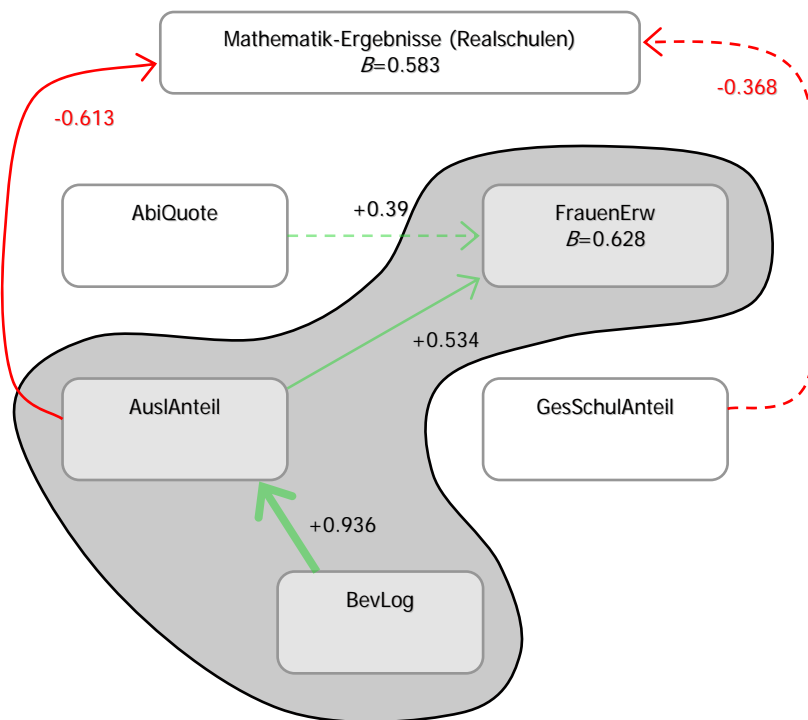 Mathematik-Ergebnisse (Realschulen)
B=0.583
-0.368
-0.613
AbiQuote
+0.39
FrauenErw
B=0.628
+0.534
AuslAnteil
GesSchulAnteil
+0.936
BevLog